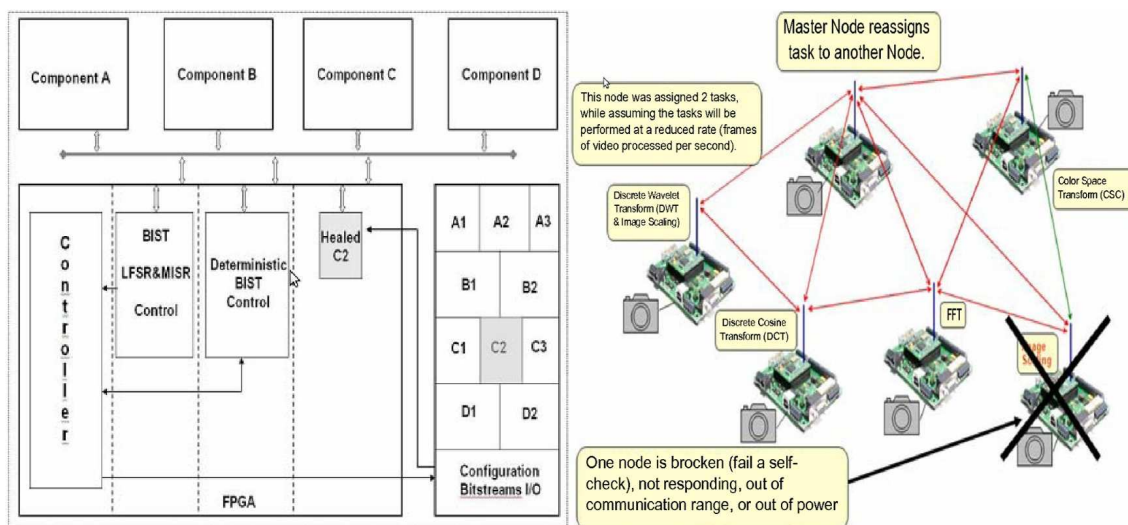 Component A
Component B
Component C
Component D
Controller
BIST
LFSR&MISR
Control
Deterministic
BIST
Control
Healed
C2
A1
A2
A3
B1
B2
C1
C2
C3
D1
D2
Configuration
Bitstreams I/O
FPGA
Master Node reassigns
task to another Node.
This node was assigned 2 tasks,
while assuming the tasks will be
performed at a reduced rate (frames
of video processed per second).
Discrete Wavelet
Transform (DWT
& Image Scaling)
Color Space
Transform (CSC)
Discrete Cosine
Transform (DCT)
FFT
Image
Scaling
One node is brocken (fail a self-
check), not responding, out of
communication range, or out of power